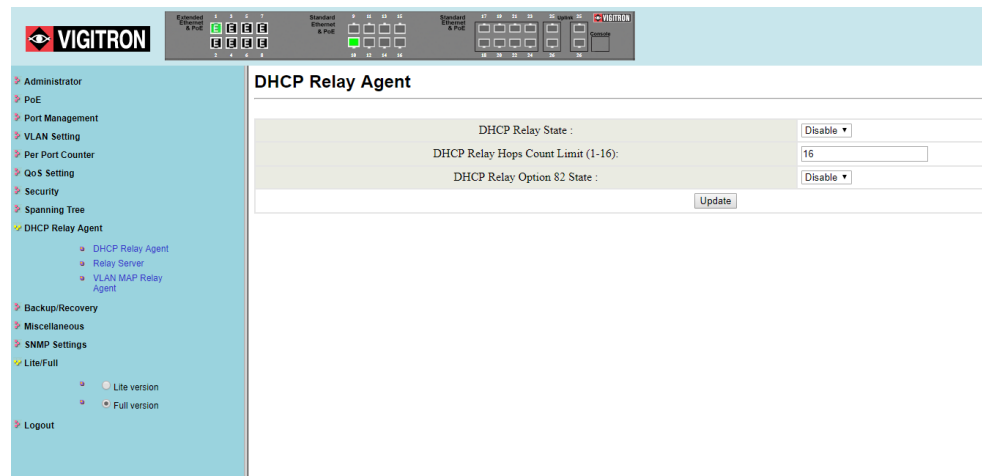 VIGITRON
Extended
Ethernet
& PoE
1 3 5 7
2 4 6 8
Standard
Ethernet
& PoE
9 11 13 15
10 12 14 16
Standard
Ethernet
& PoE
17 19 21 23
18 20 22 24
25 Uplink 25
26 26
VIGITRON
Console
Administrator
PoE
Port Management
VLAN Setting
Per Port Counter
QoS Setting
Security
Spanning Tree
DHCP Relay Agent
DHCP Relay Agent
Relay Server
VLAN MAP Relay
Agent
Backup/Recovery
Miscellaneous
SNMP Settings
Lite/Full
Lite version
Full version
Logout
DHCP Relay Agent
DHCP Relay State :
Disable
DHCP Relay Hops Count Limit (1-16):
16
DHCP Relay Option 82 State :
Disable
Update